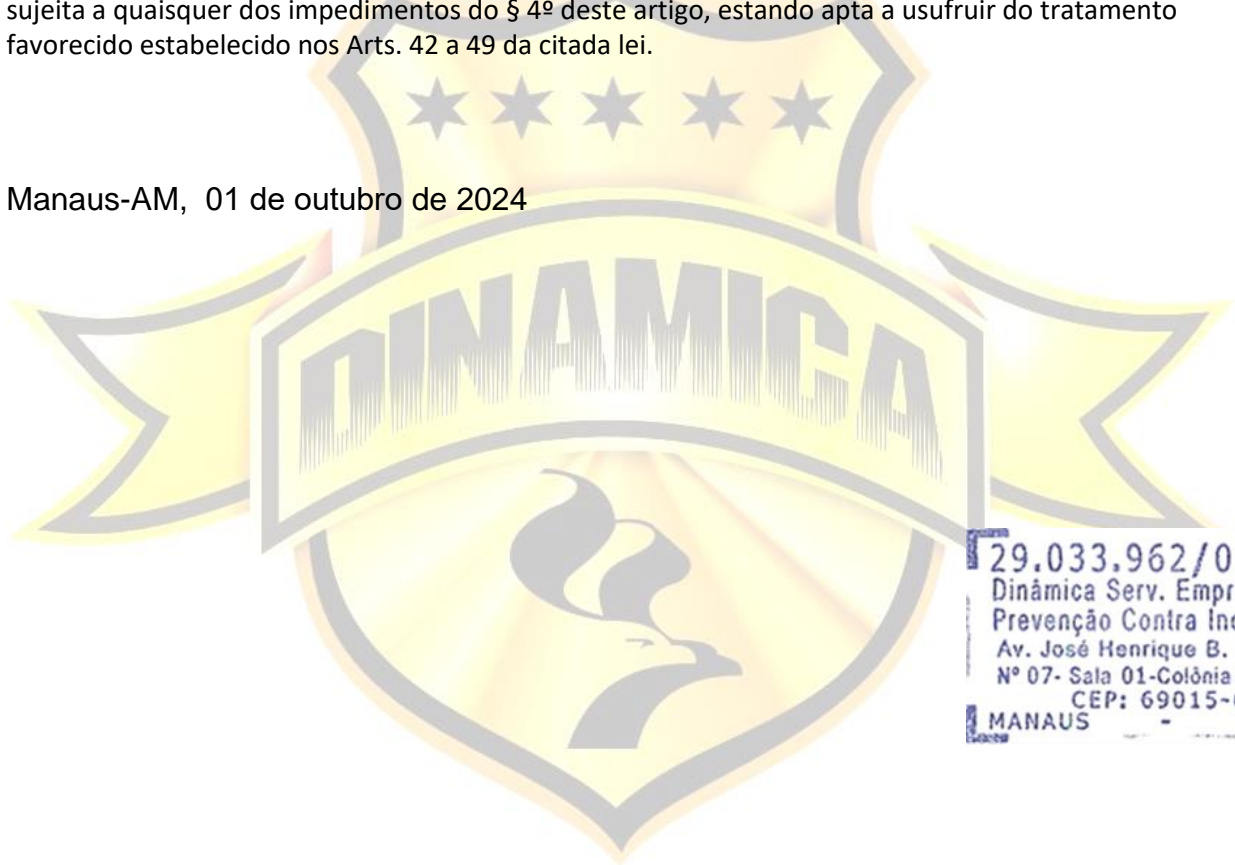 sujeita a quaisquer dos impedimentos do § 4º deste artigo, estando apta a usufruir do tratamento
favorecido estabelecido nos Arts. 42 a 49 da citada lei.
Manaus-AM, 01 de outubro de 2024
DINAMICA
29.033.962/0
Dinâmica Serv. Empr
Prevenção Contra In
Av. José Henrique B.
Nº 07- Sala 01-Colônia
CEP: 69015-
MANAUS -